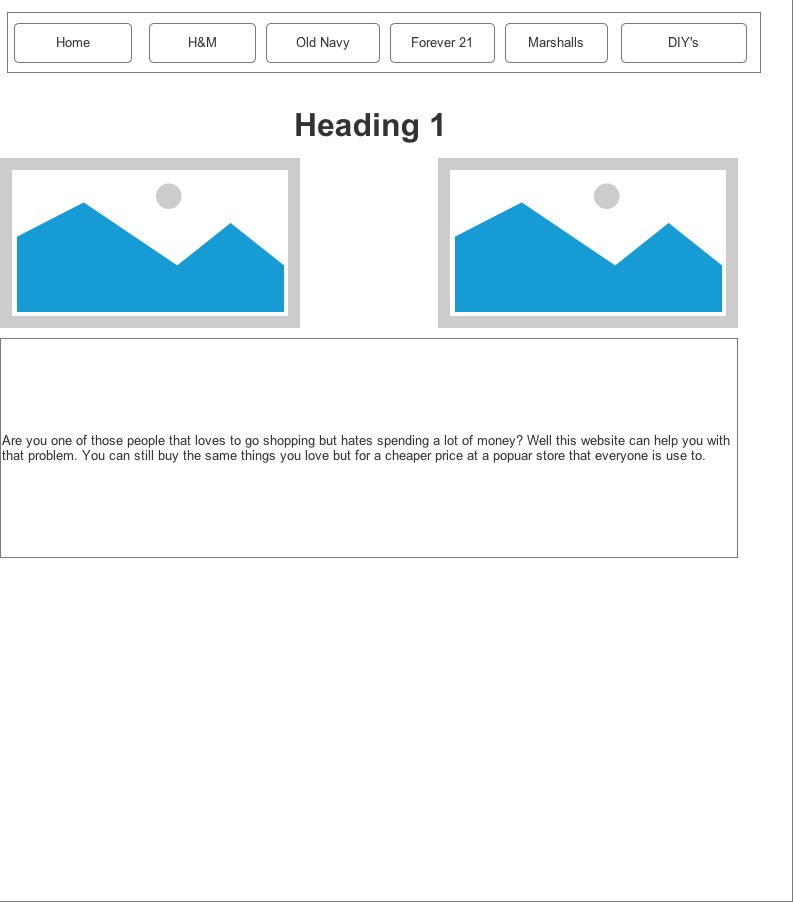 Home H&M Old Navy Forever 21 Marshalls DIY's
Heading 1
Are you one of those people that loves to go shopping but hates spending a lot of money? Well this website can help you with
that problem. You can still buy the same things you love but for a cheaper price at a popuar store that everyone is use to.